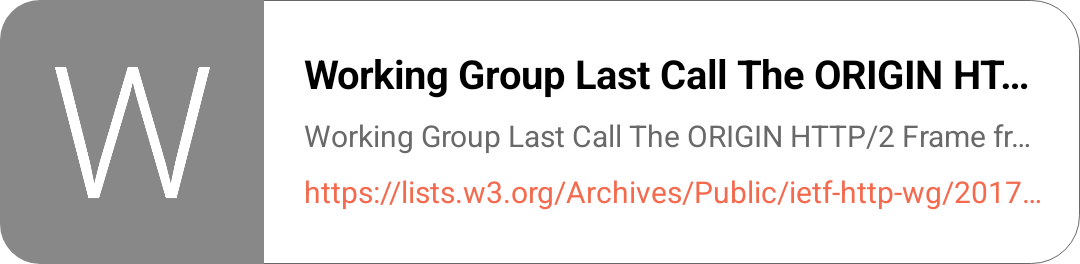 W
Working Group Last Call The ORIGIN HT...
Working Group Last Call The ORIGIN HTTP/2 Frame fr...
https://lists.w3.org/Archives/Public/ietf-http-wg/2017...